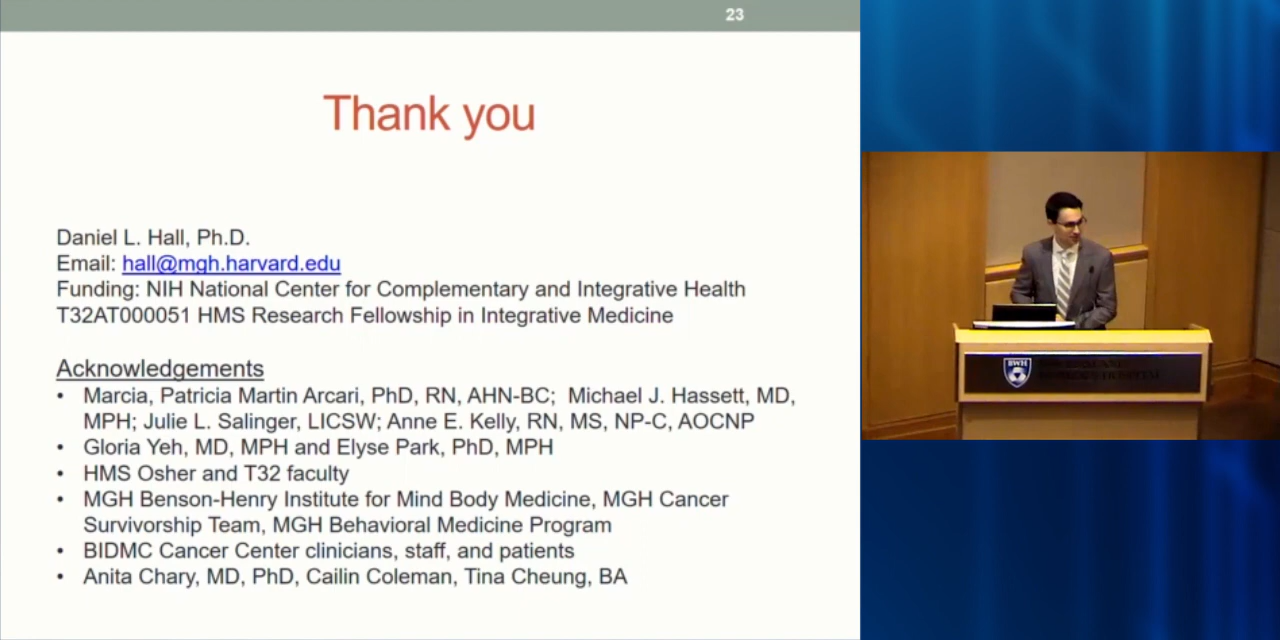 23
Thank you
Daniel L. Hall, Ph.D.
Email: hall@mgh.harvard.edu
Funding: NIH National Center for Complementary and Integrative Health
T32AT000051 HMS Research Fellowship in Integrative Medicine
Acknowledgements
• Marcia, Patricia Martin Arcari, PhD, RN, AHN-BC;  Michael J. Hassett, MD,
MPH; Julie L. Salinger, LICSW; Anne E. Kelly, RN, MS, NP-C, AOCNP
• Gloria Yeh, MD, MPH and Elyse Park, PhD, MPH
• HMS Osher and T32 faculty
• MGH Benson-Henry Institute for Mind Body Medicine, MGH Cancer
Survivorship Team, MGH Behavioral Medicine Program
• BIDMC Cancer Center clinicians, staff, and patients
• Anita Chary, MD, PhD, Cailin Coleman, Tina Cheung, BA
BWH